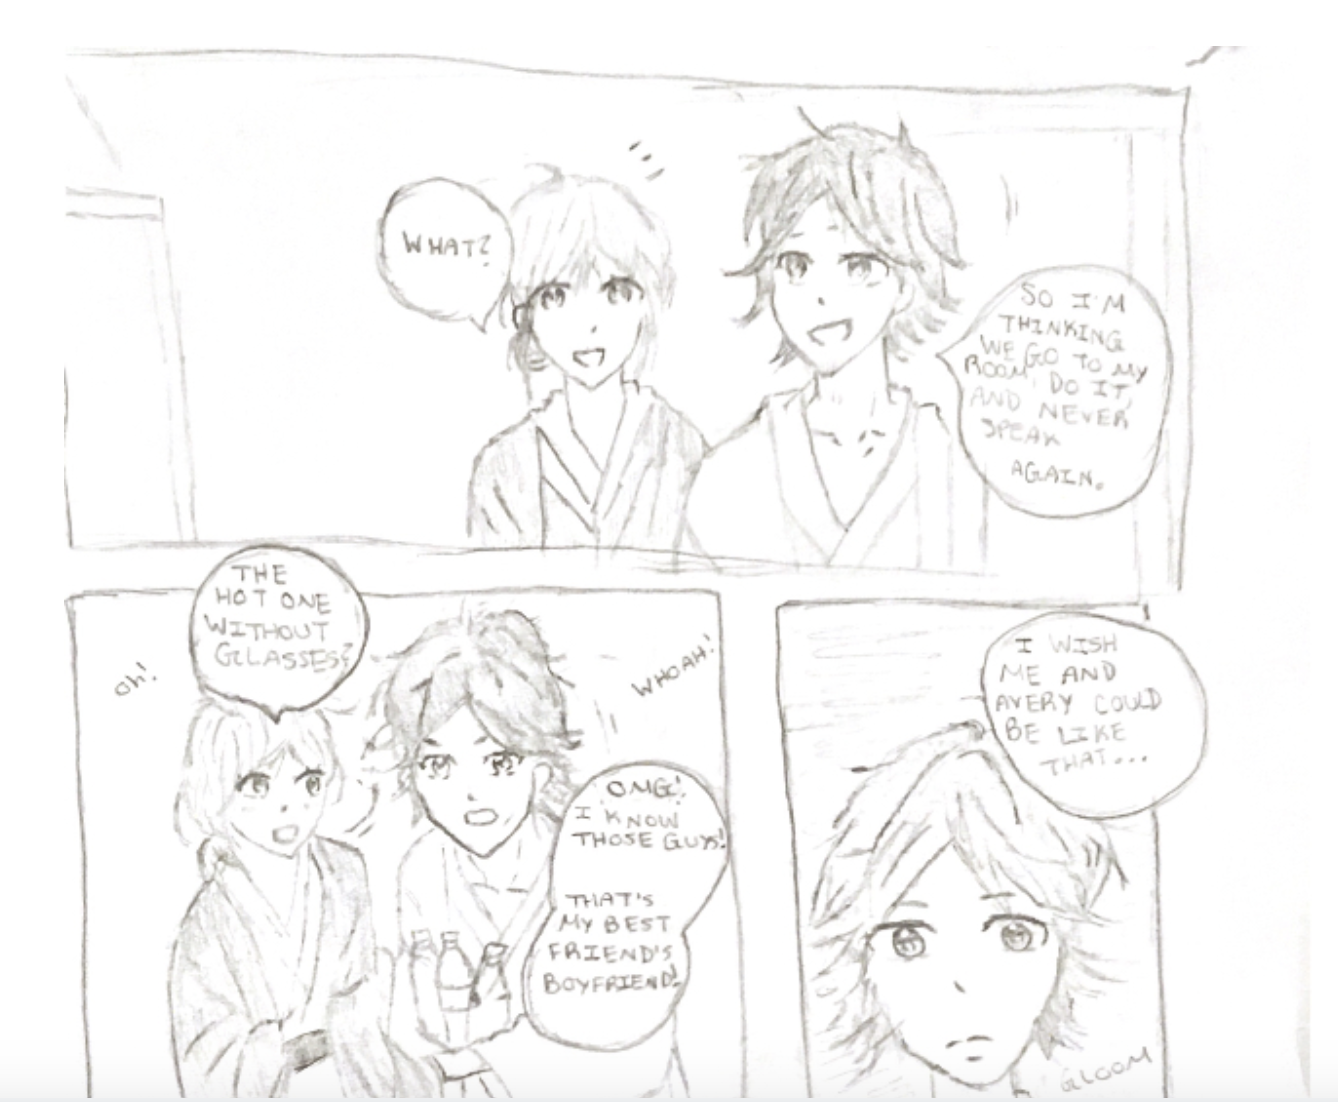 WHAT?
SO I'M
THINKING
WE GO TO MY
ROOM, DO IT,
AND NEVER
SPEAK
AGAIN.
THE
HOT ONE
WITHOUT
GLASSES?
OH!
WHOAH!
OMG!
I KNOW
THOSE GUYS!
THAT'S
MY BEST
FRIEND'S
BOYFRIEND!
I WISH
ME AND
AVERY COULD
BE LIKE
THAT...
GLOOM